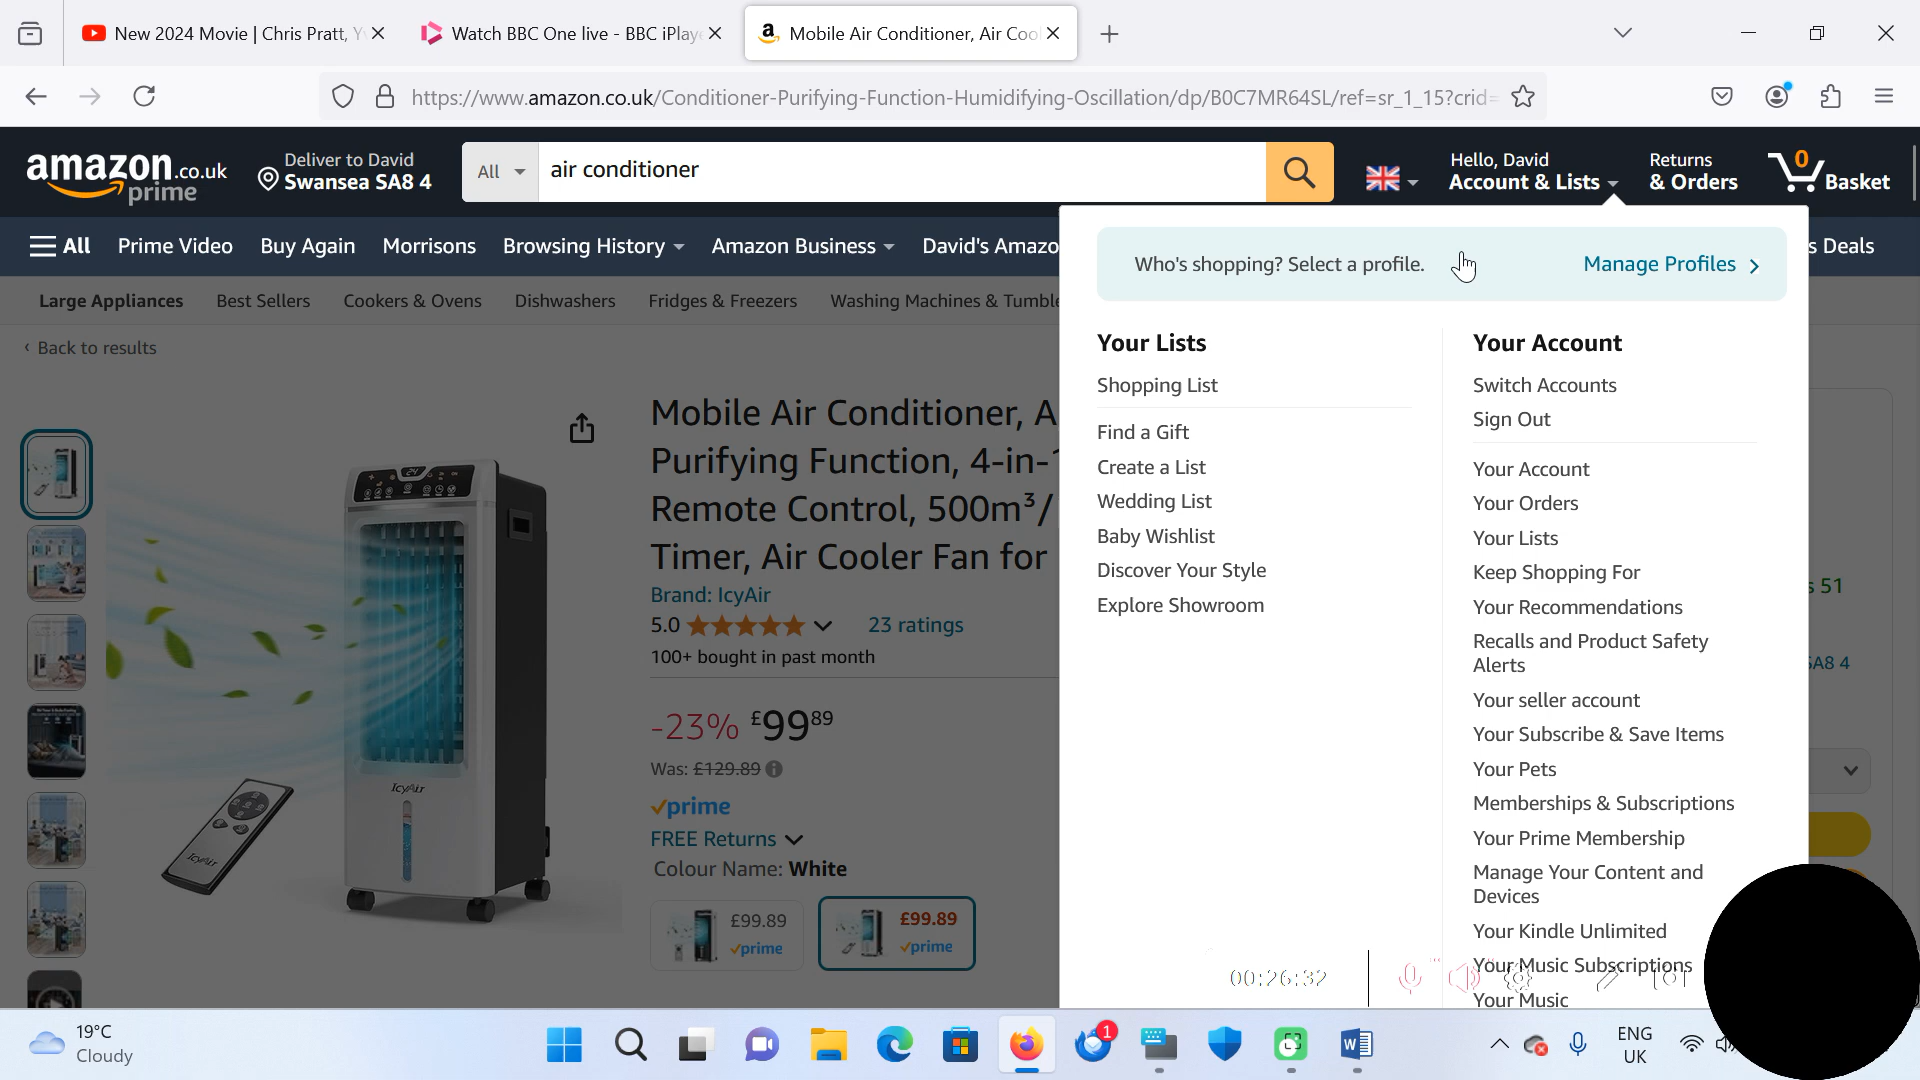 New 2024 Movie | Chris Pratt, Y
Watch BBC One live - BBC iPlaye
Mobile Air Conditioner, Air Coo
https://www.amazon.co.uk/Conditioner-Purifying-Function-Humidifying-Oscillation/dp/B0C7MR64SL/ref=sr_1_15?crid=
amazon.co.uk
prime
Deliver to David
Swansea SA8 4
All
air conditioner
Hello, David
Account & Lists
Returns
& Orders
0
Basket
All
Prime Video
Buy Again
Morrisons
Browsing History
Amazon Business
David's Amazo
s Deals
Large Appliances
Best Sellers
Cookers & Ovens
Dishwashers
Fridges & Freezers
Washing Machines & Tumble
‹ Back to results
Who's shopping? Select a profile.
Manage Profiles
Your Lists
Shopping List
Find a Gift
Create a List
Wedding List
Baby Wishlist
Discover Your Style
Explore Showroom
Your Account
Switch Accounts
Sign Out
Your Account
Your Orders
Your Lists
Keep Shopping For
Your Recommendations
Recalls and Product Safety
Alerts
Your seller account
Your Subscribe & Save Items
Your Pets
Memberships & Subscriptions
Your Prime Membership
Manage Your Content and
Devices
Your Kindle Unlimited
Your Music Subscriptions
Your Music
Mobile Air Conditioner, A
Purifying Function, 4-in-1
Remote Control, 500m³/
Timer, Air Cooler Fan for
Brand: IcyAir
5.0
23 ratings
100+ bought in past month
-23% £99 89
Was: £129.89
prime
FREE Returns
Colour Name: White
£99.89
prime
£99.89
prime
IcyAir
IcyAir
24
s 51
SA8 4
00:26:32
19°C
Cloudy
1
ENG
UK